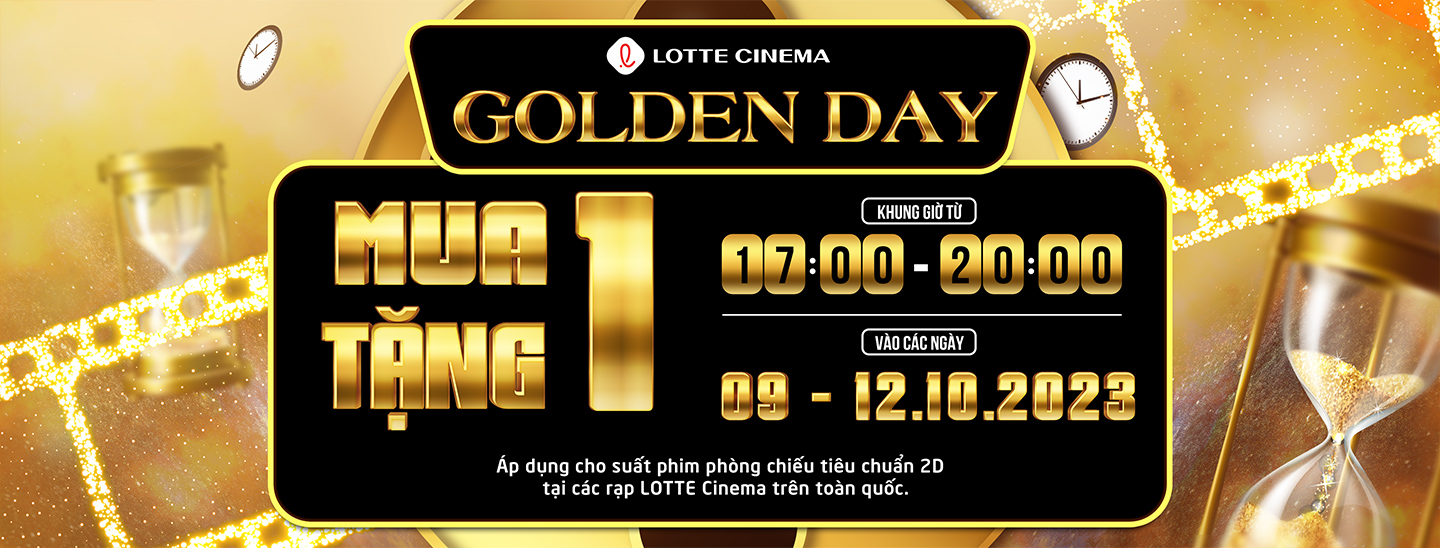 LOTTE CINEMA
GOLDEN DAY
MUA 1
TẶNG
KHUNG GIỜ TỪ
17:00 - 20:00
VÀO CÁC NGÀY
09 - 12.10.2023
Áp dụng cho suất phim phòng chiếu tiêu chuẩn 2D
tại các rạp LOTTE Cinema trên toàn quốc.